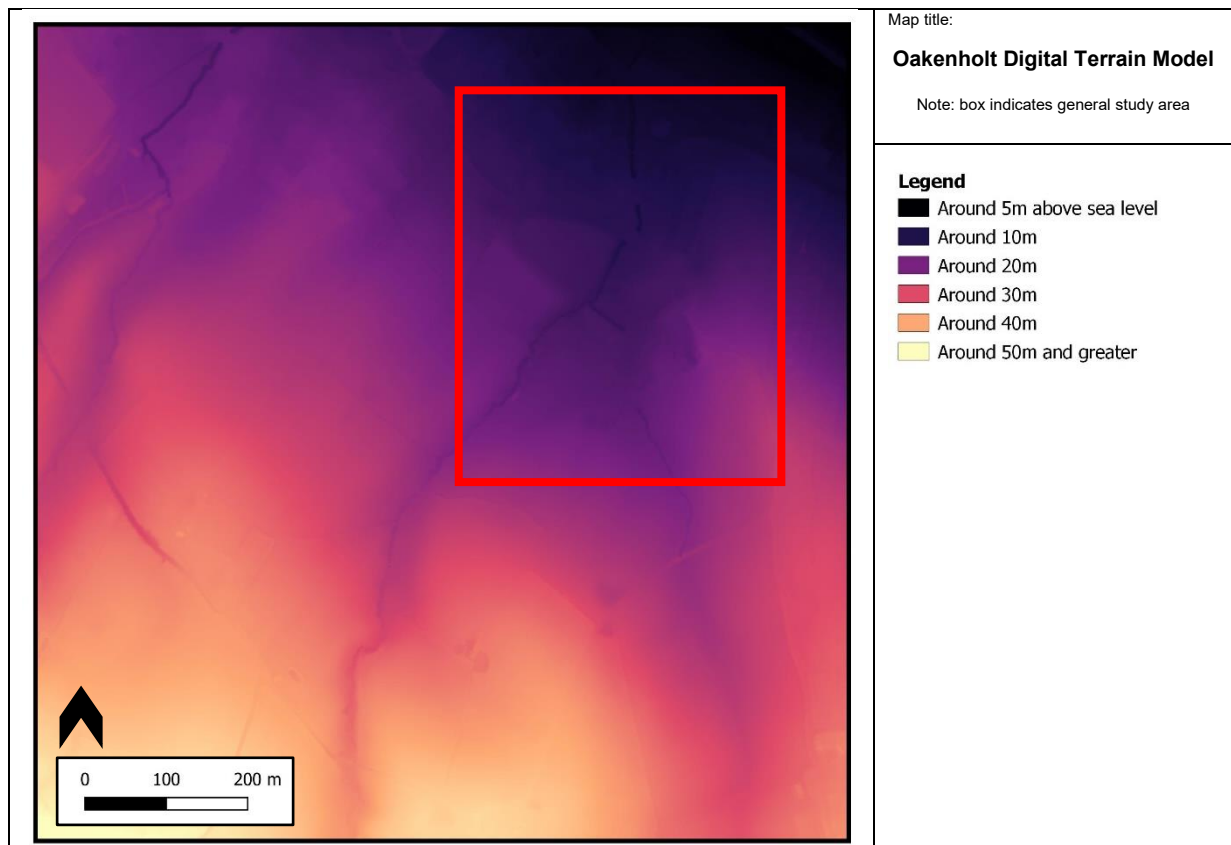 Map title:
Oakenholt Digital Terrain Model
Note: box indicates general study area
Legend
Around 5m above sea level
Around 10m
Around 20m
Around 30m
Around 40m
Around 50m and greater
0 100 200 m